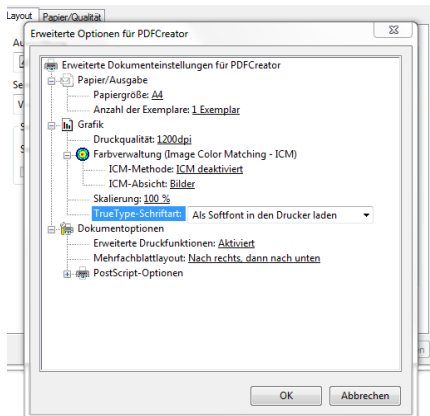 Layout Papier/Qualität
Erweiterte Optionen für PDFCreator
Erweiterte Dokumenteinstellungen für PDFCreator
Papier/Ausgabe
Papiergröße: A4
Anzahl der Exemplare: 1 Exemplar
Grafik
Druckqualität: 1200dpi
Farbverwaltung (Image Color Matching - ICM)
ICM-Methode: ICM deaktiviert
ICM-Absicht: Bilder
Skalierung: 100 %
TrueType-Schriftart: Als Softfont in den Drucker laden
Dokumentoptionen
Erweiterte Druckfunktionen: Aktiviert
Mehrfachblattlayout: Nach rechts, dann nach unten
PostScript-Optionen
OK Abbrechen